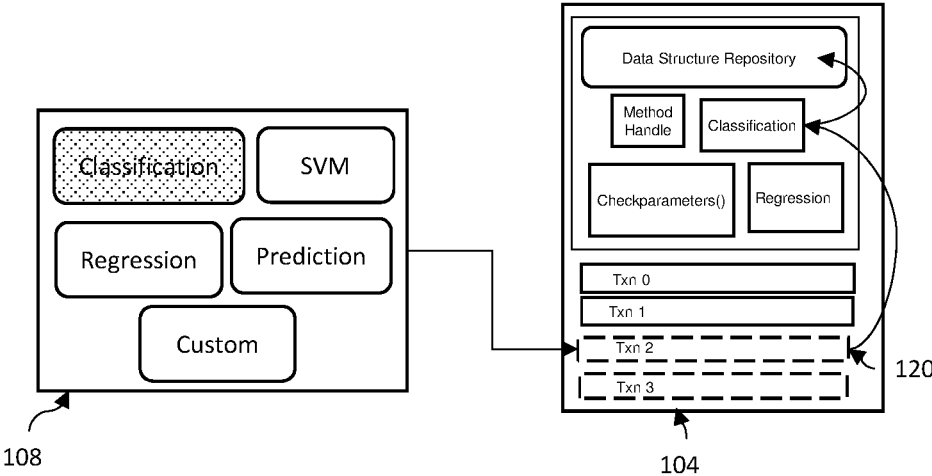 Classification
SVM
Regression
Prediction
Custom
108
Data Structure Repository
Method
Handle
Classification
Checkparameters()
Regression
Txn 0
Txn 1
Txn 2
Txn 3
120
104